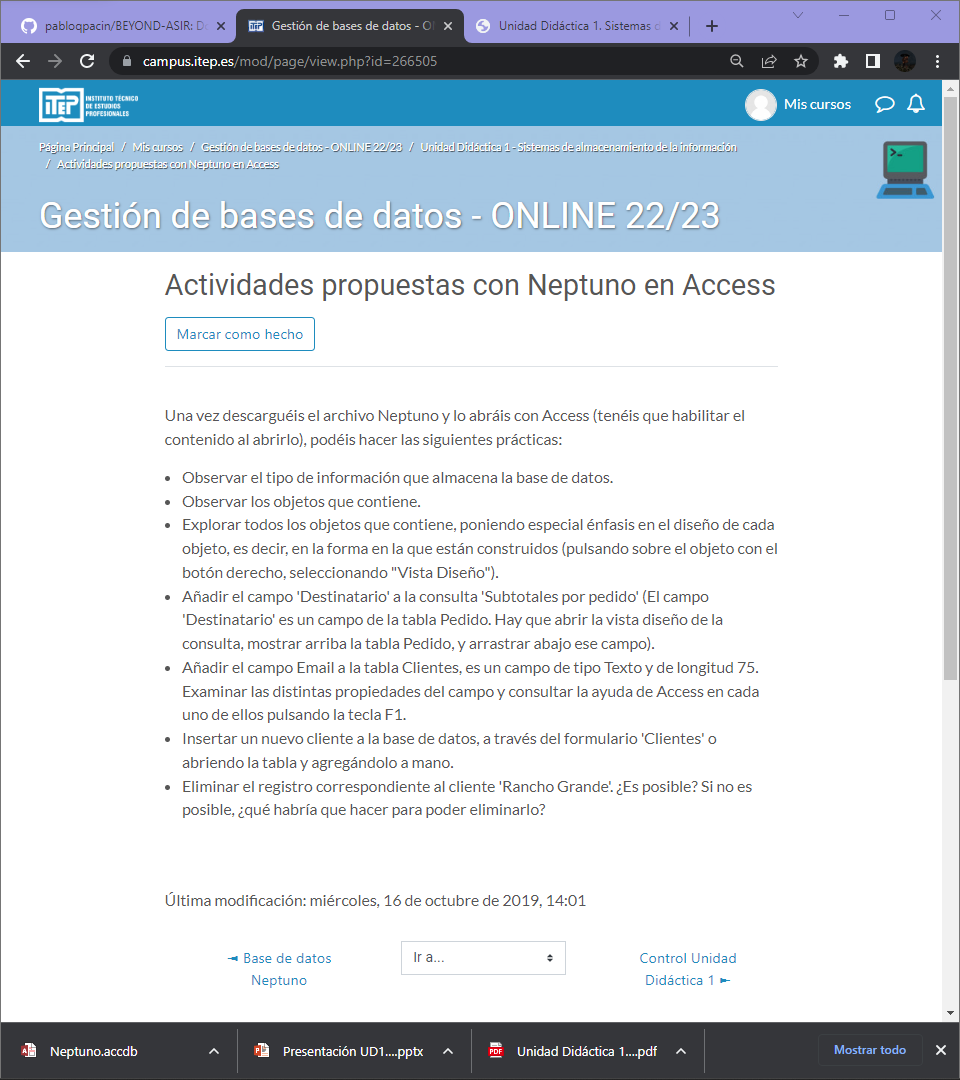 pabloqpacin/BEYOND-ASIR: D
Gestión de bases de datos - O
Unidad Didáctica 1. Sistemas d
campus.itep.es/mod/page/view.php?id=266505
iTEP INSTITUTO TÉCNICO
DE ESTUDIOS
PROFESIONALES
Mis cursos
Página Principal / Mis cursos / Gestión de bases de datos - ONLINE 22/23 / Unidad Didáctica 1 - Sistemas de almacenamiento de la información
/ Actividades propuestas con Neptuno en Access
Gestión de bases de datos - ONLINE 22/23
Actividades propuestas con Neptuno en Access
Marcar como hecho
Una vez descarguéis el archivo Neptuno y lo abráis con Access (tenéis que habilitar el
contenido al abrirlo), podéis hacer las siguientes prácticas:
• Observar el tipo de información que almacena la base de datos.
• Observar los objetos que contiene.
• Explorar todos los objetos que contiene, poniendo especial énfasis en el diseño de cada
objeto, es decir, en la forma en la que están construidos (pulsando sobre el objeto con el
botón derecho, seleccionando "Vista Diseño").
• Añadir el campo 'Destinatario' a la consulta 'Subtotales por pedido' (El campo
'Destinatario' es un campo de la tabla Pedido. Hay que abrir la vista diseño de la
consulta, mostrar arriba la tabla Pedido, y arrastrar abajo ese campo).
• Añadir el campo Email a la tabla Clientes, es un campo de tipo Texto y de longitud 75.
Examinar las distintas propiedades del campo y consultar la ayuda de Access en cada
uno de ellos pulsando la tecla F1.
• Insertar un nuevo cliente a la base de datos, a través del formulario 'Clientes' o
abriendo la tabla y agregándolo a mano.
• Eliminar el registro correspondiente al cliente 'Rancho Grande'. ¿Es posible? Si no es
posible, ¿qué habría que hacer para poder eliminarlo?
Última modificación: miércoles, 16 de octubre de 2019, 14:01
◄ Base de datos
Neptuno
Ir a...
Control Unidad
Didáctica 1 ►
Neptuno.accdb
Presentación UD1....pptx
PDF
Unidad Didáctica 1....pdf
Mostrar todo